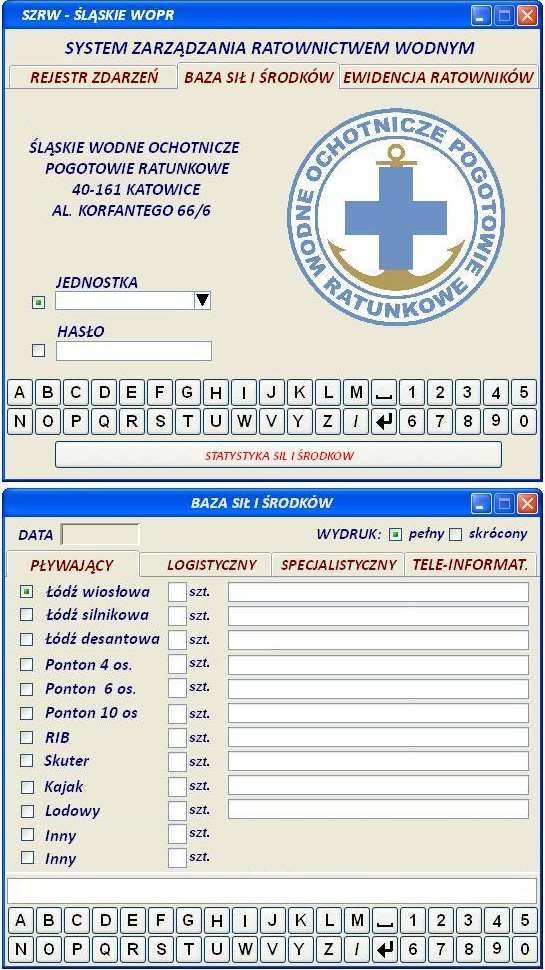 SZRW - ŚLĄSKIE WOPR
SYSTEM ZARZĄDZANIA RATOWNICTWEM WODNYM
REJESTR ZDARZEŃ BAZA SIŁ I ŚRODKÓW EWIDENCJA RATOWNIKÓW
ŚLĄSKIE WODNE OCHOTNICZE
POGOTOWIE RATUNKOWE
40-161 KATOWICE
AL. KORFANTEGO 66/6
WODNE OCHOTNICZE POGOTOWIE RATUNKOWE
JEDNOSTKA
HASŁO
A B C D E F G H I J K L M 1 2 3 4 5
N O P Q R S T U W V Y Z / 6 7 8 9 0
STATYSTYKA SIL I ŚRODKOW
BAZA SIŁ I ŚRODKÓW
DATA WYDRUK: pełny skrócony
PŁYWAJĄCY LOGISTYCZNY SPECJALISTYCZNY TELE-INFORMAT.
Łódź wiosłowa szt.
Łódź silnikowa szt.
Łódź desantowa szt.
Ponton 4 os. szt.
Ponton 6 os. szt.
Ponton 10 os szt.
RIB szt.
Skuter szt.
Kajak szt.
Lodowy szt.
Inny szt.
Inny szt.
A B C D E F G H I J K L M 1 2 3 4 5
N O P Q R S T U W V Y Z / 6 7 8 9 0